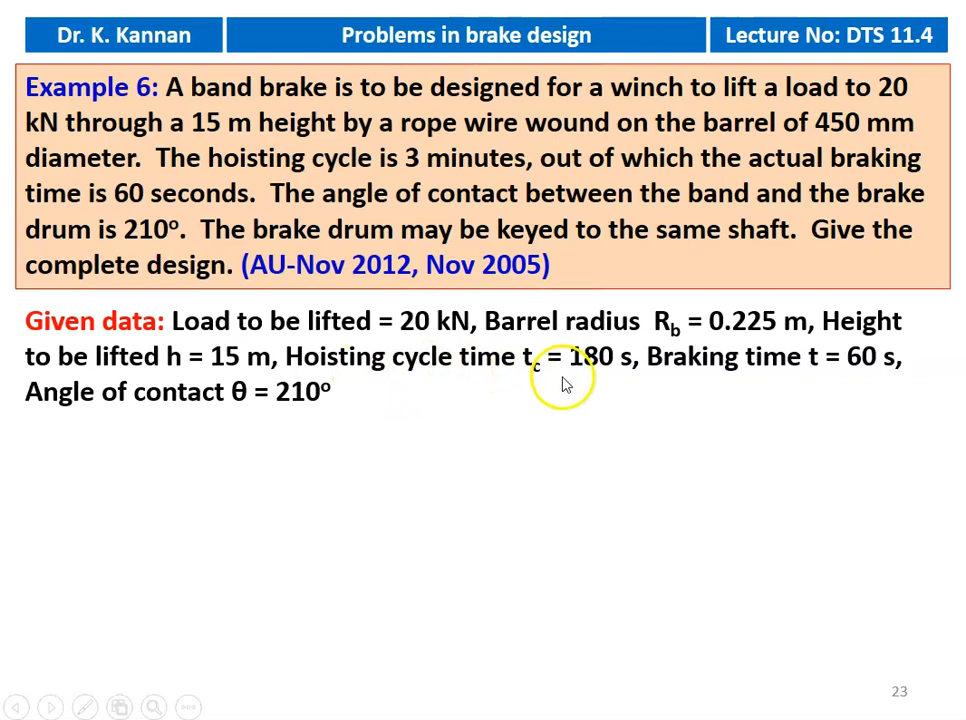 Dr. K. Kannan
Problems in brake design
Lecture No: DTS 11.4
Example 6: A band brake is to be designed for a winch to lift a load to 20
kN through a 15 m height by a rope wire wound on the barrel of 450 mm
diameter. The hoisting cycle is 3 minutes, out of which the actual braking
time is 60 seconds. The angle of contact between the band and the brake
drum is 210°. The brake drum may be keyed to the same shaft. Give the
complete design. (AU-Nov 2012, Nov 2005)
Given data: Load to be lifted = 20 kN, Barrel radius R_b = 0.225 m, Height
to be lifted h = 15 m, Hoisting cycle time t_c = 180 s, Braking time t = 60 s,
Angle of contact θ = 210°
23